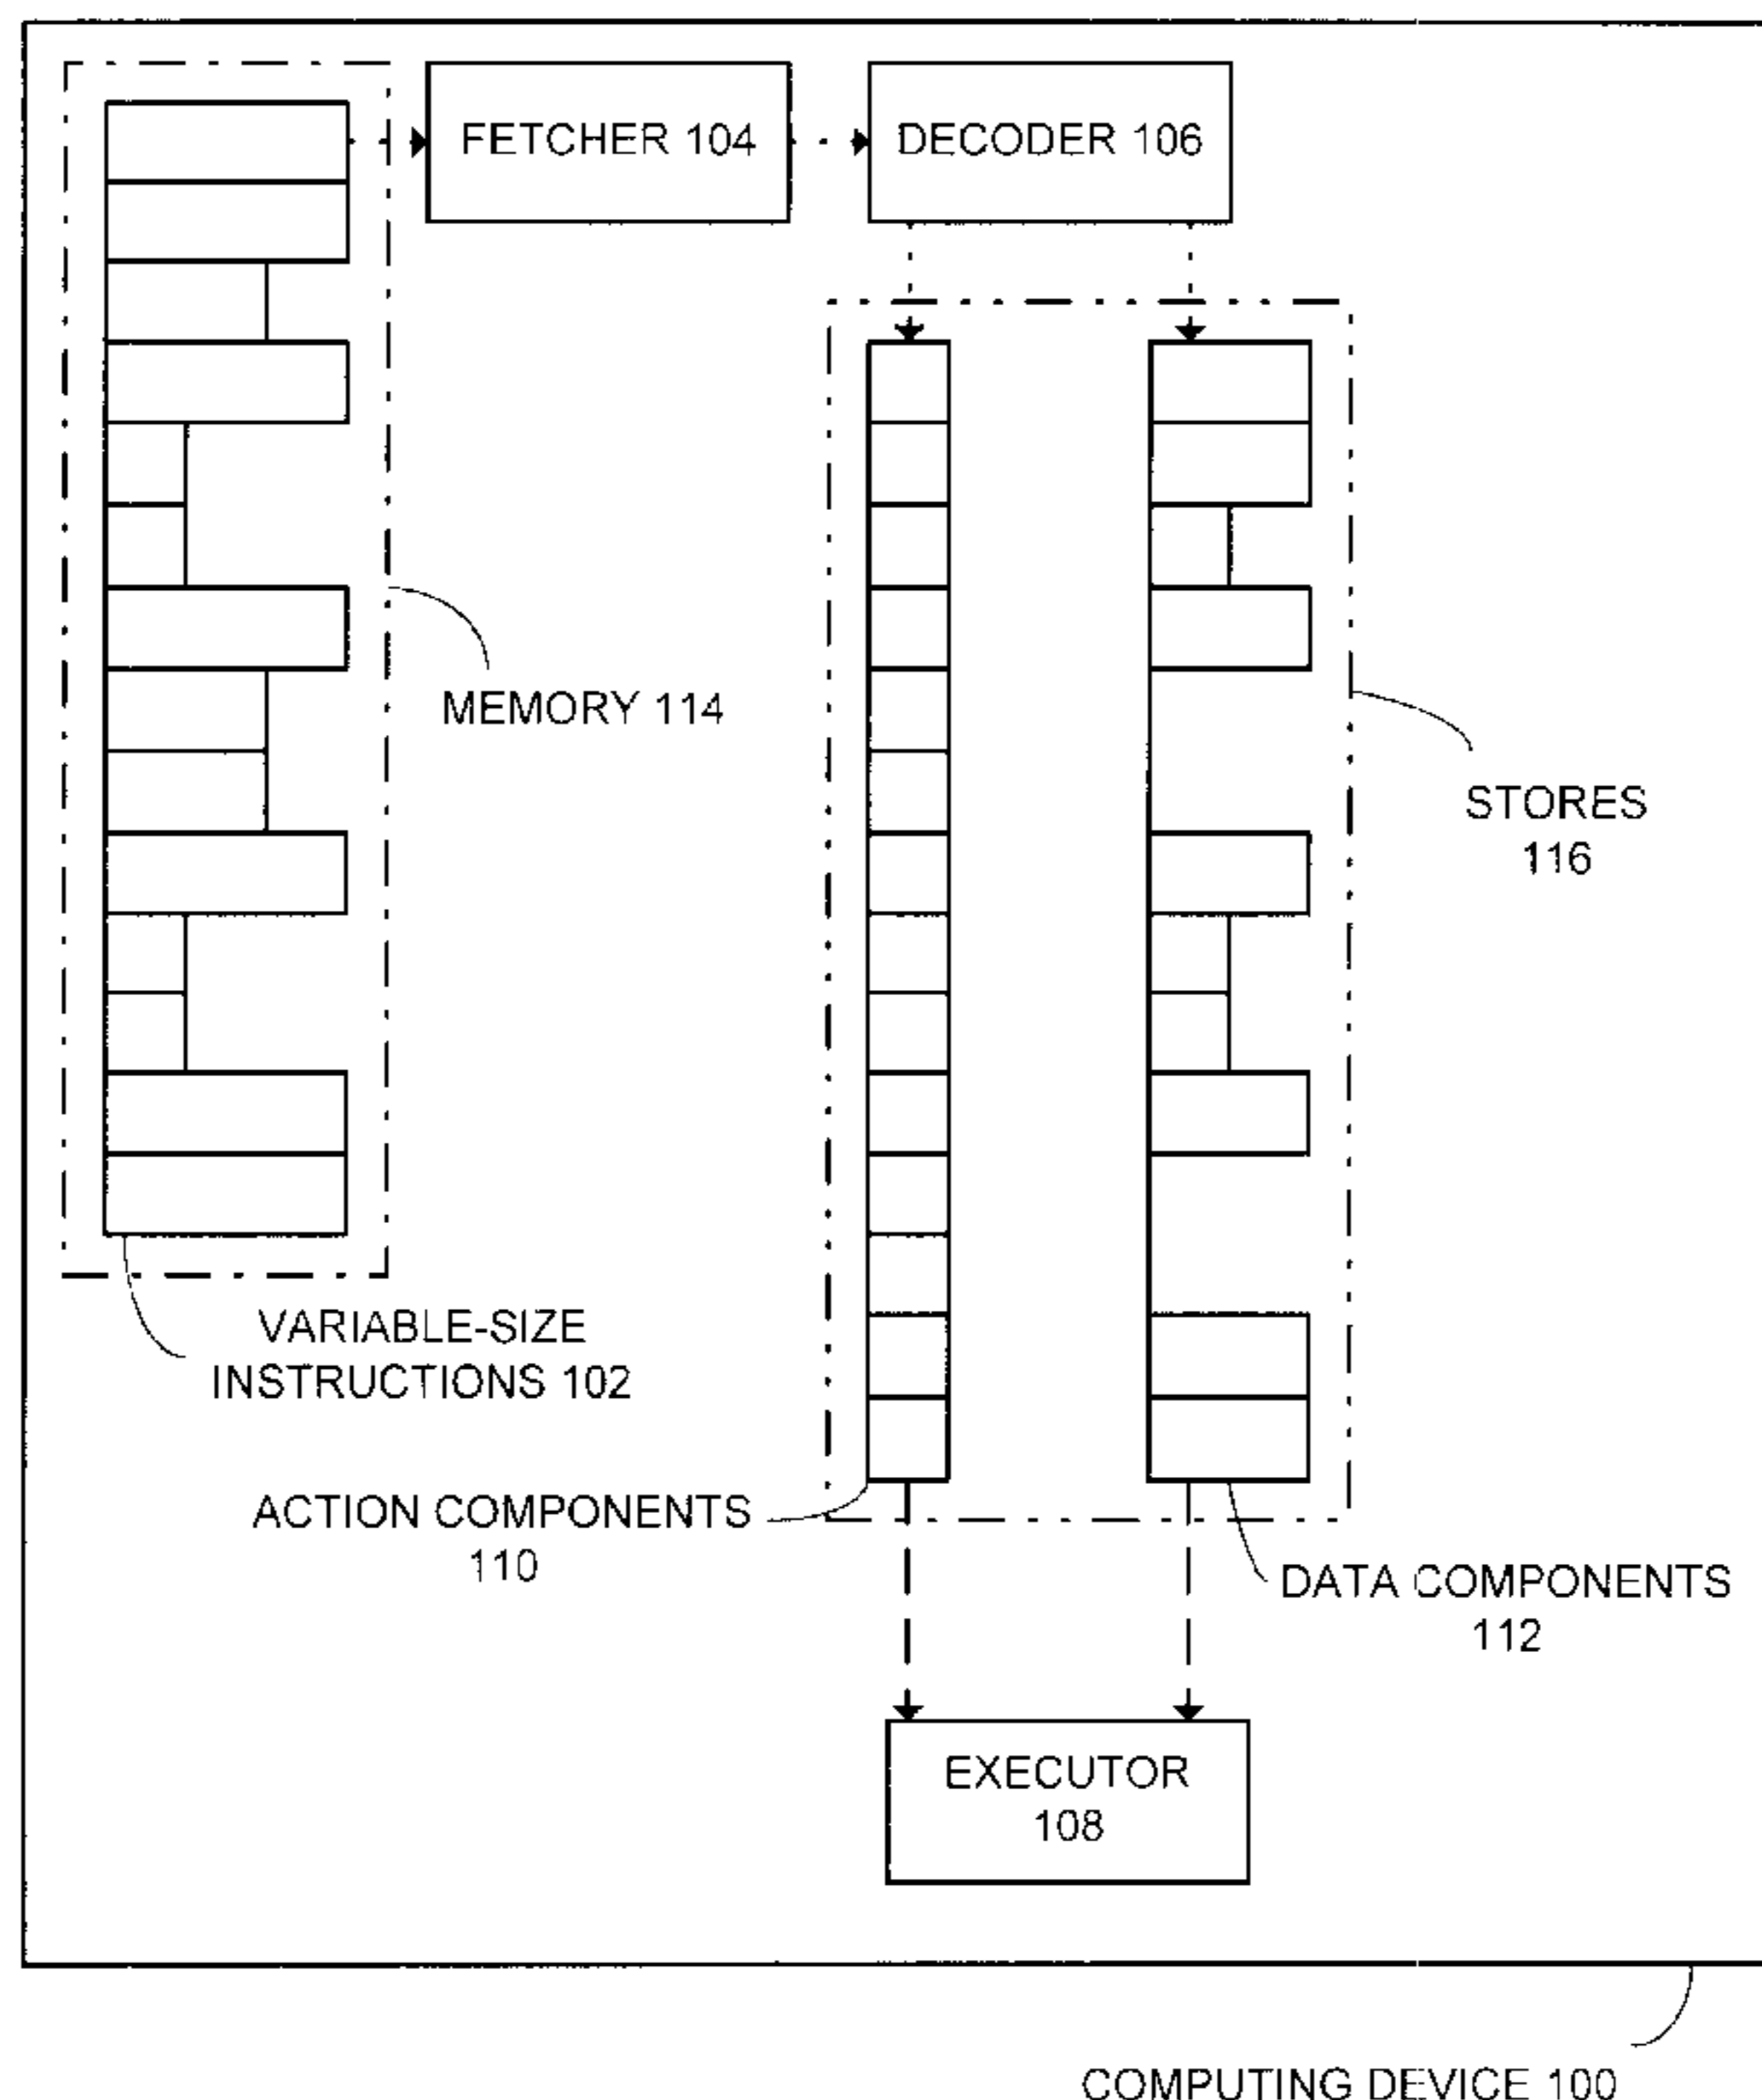 FETCHER 104
DECODER 106
MEMORY 114
STORES
116
VARIABLE-SIZE
INSTRUCTIONS 102
ACTION COMPONENTS
110
DATA COMPONENTS
112
EXECUTOR
108
COMPUTING DEVICE 100